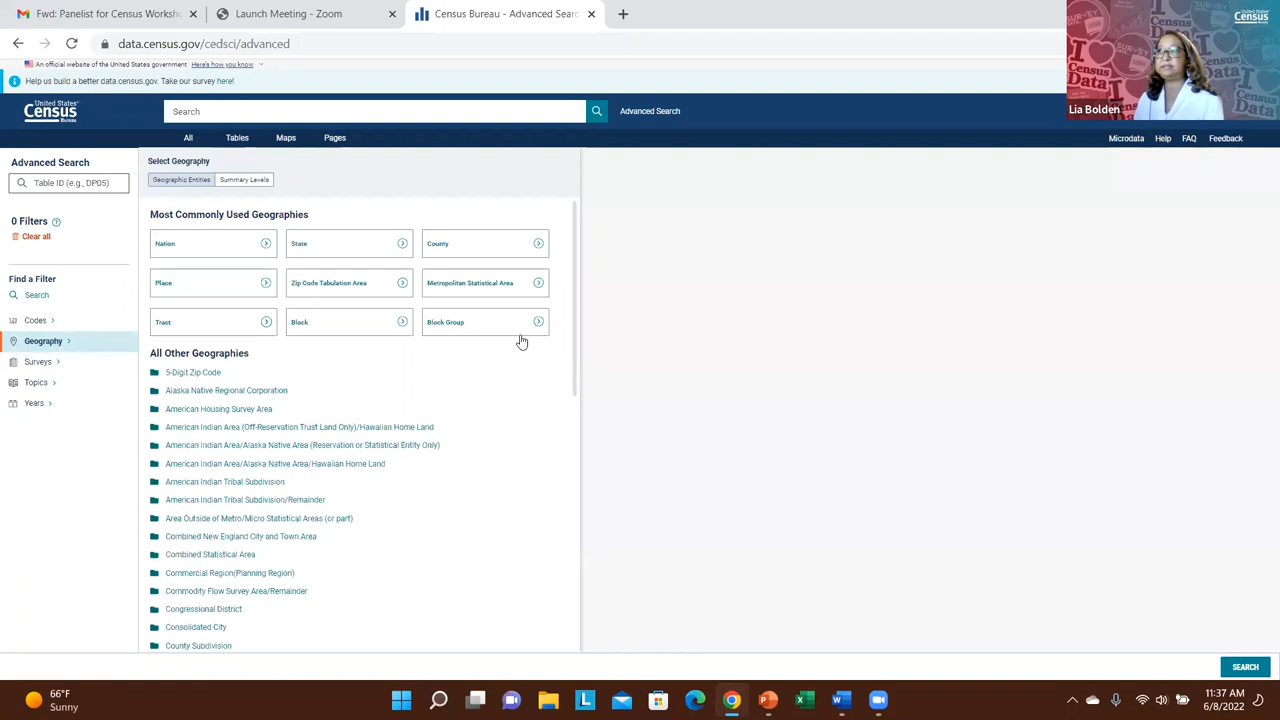 Fwd: Panelist for Census Worksh
Launch Meeting - Zoom
Census Bureau - Advanced Searc
data.census.gov/cedsci/advanced
An official website of the United States government Here's how you know
Help us build a better data.census.gov. Take our survey here!
United States
Census
Bureau
Search
Advanced Search
All
Tables
Maps
Pages
Microdata
Help
FAQ
Feedback
Advanced Search
Table ID (e.g., DP05)
0 Filters
Clear all
Find a Filter
Search
Codes
Geography
Surveys
Topics
Years
Select Geography
Geographic Entities
Summary Levels
Most Commonly Used Geographies
Nation
State
County
Place
Zip Code Tabulation Area
Metropolitan Statistical Area
Tract
Block
Block Group
All Other Geographies
5-Digit Zip Code
Alaska Native Regional Corporation
American Housing Survey Area
American Indian Area (Off-Reservation Trust Land Only)/Hawaiian Home Land
American Indian Area/Alaska Native Area (Reservation or Statistical Entity Only)
American Indian Area/Alaska Native Area/Hawaiian Home Land
American Indian Tribal Subdivision
American Indian Tribal Subdivision/Remainder
Area Outside of Metro/Micro Statistical Areas (or part)
Combined New England City and Town Area
Combined Statistical Area
Commercial Region(Planning Region)
Commodity Flow Survey Area/Remainder
Congressional District
Consolidated City
County Subdivision
SEARCH
Census
Census
Data
Lia Bolden
66°F
Sunny
11:37 AM
6/8/2022